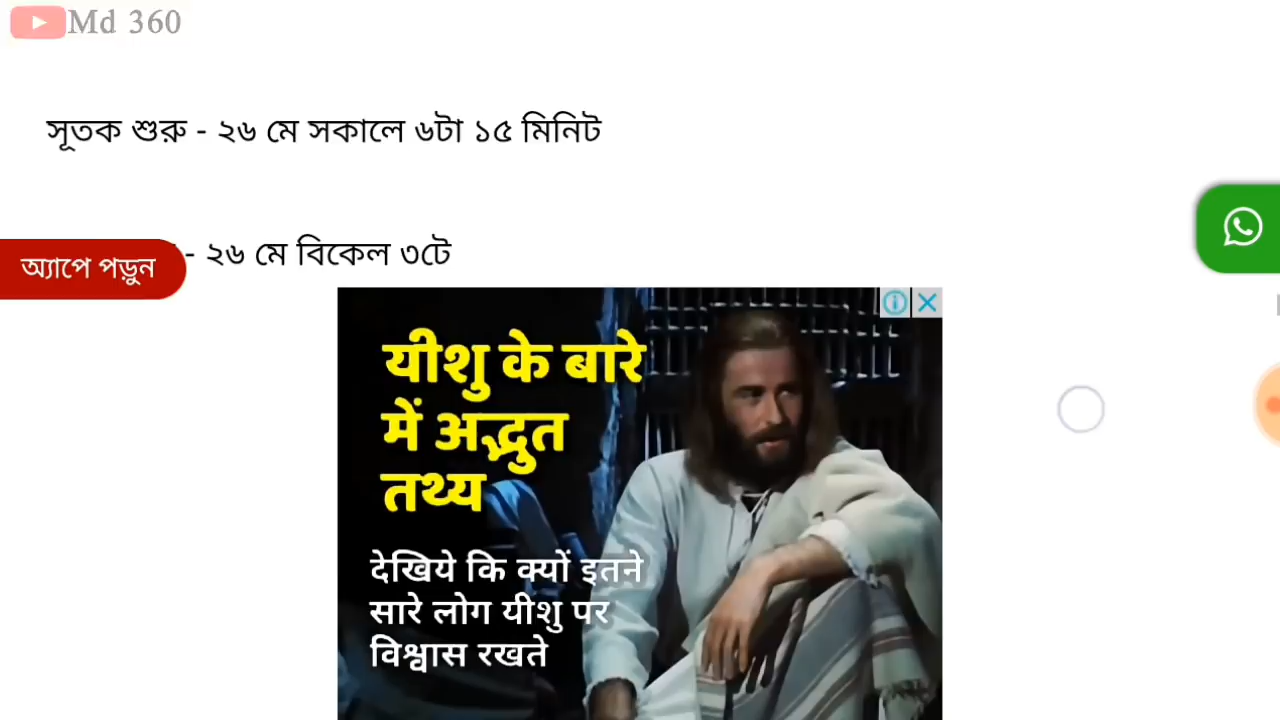 Md 360
সূতক শুরু - ২৬ মে সকালে ৬টা ১৫ মিনিট
- ২৬ মে বিকেল ৩টে
অ্যাপে পড়ুন
यीशु के बारे
में अद्भुत
तथ्य
देखिये कि क्यों इतने
सारे लोग यीशु पर
विश्वास रखते